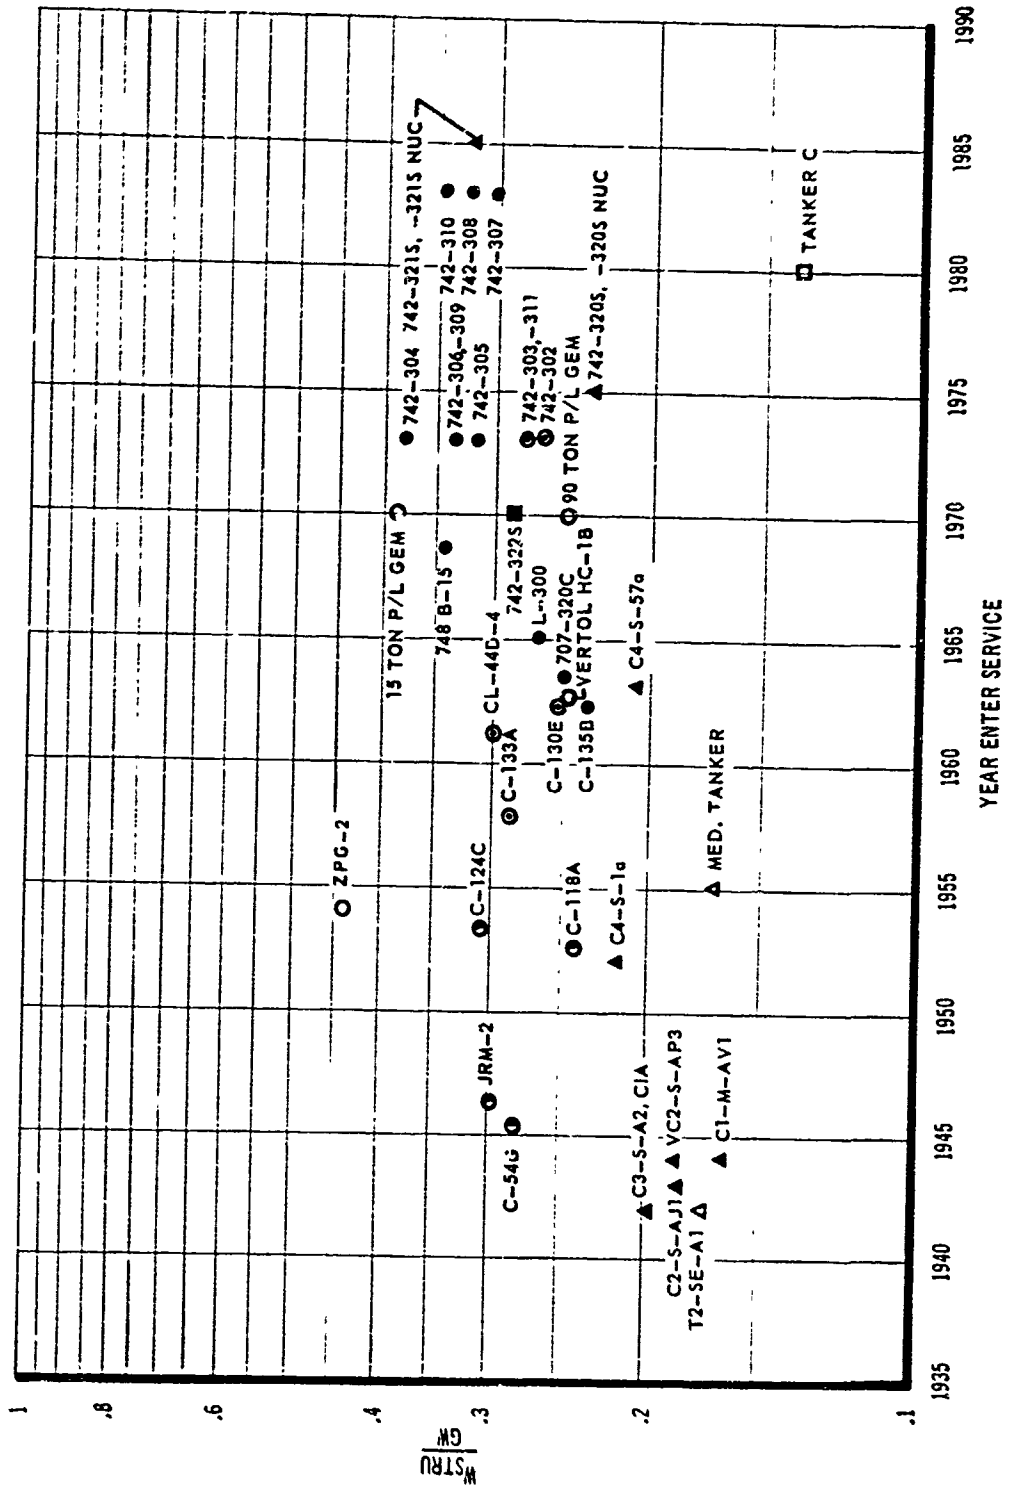 W STRU
GW
1
.8
.6
.4
.3
.2
.1
1935
1940
1945
1950
1955
1960
1965
1970
1975
1980
1985
1990
YEAR ENTER SERVICE
ZPG-2
15 TON P/L GEM
742-304
742-321S, -321S NUC
748 B-15
742-306,-309
742-310
742-305
742-308
742-307
C-124C
JRM-2
C-54G
C-133A
CL-44D-4
742-322S
742-303,-311
742-302
L-300
C-118A
C-130E
707-320C
VERTOL HC-1B
C-135B
90 TON P/L GEM
742-320S, -320S NUC
C4-S-1a
C4-S-57a
C3-S-A2, CIA
C2-S-AJ1
VC2-S-AP3
T2-SE-A1
C1-M-AV1
MED. TANKER
TANKER C